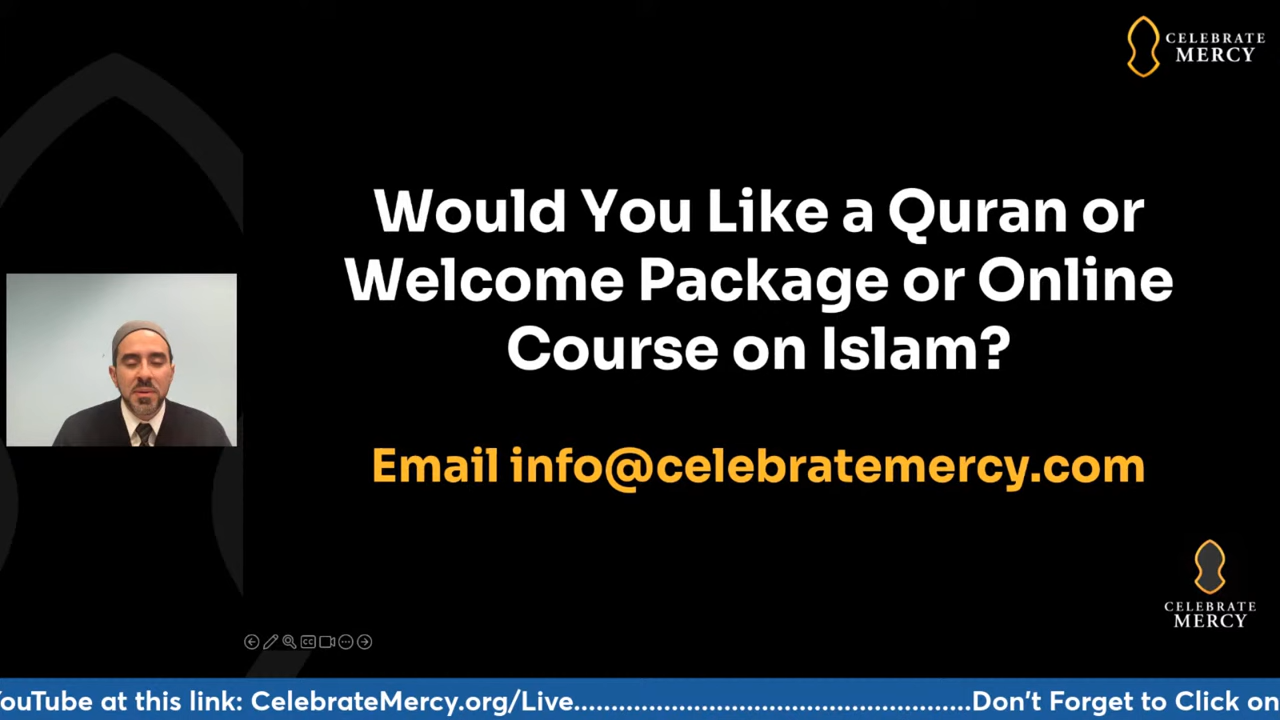 CELEBRATE
MERCY
Would You Like a Quran or
Welcome Package or Online
Course on Islam?
Email info@celebratemercy.com
CELEBRATE
MERCY
CC
YouTube at this link: CelebrateMercy.org/Live...................................................Don't Forget to Click on